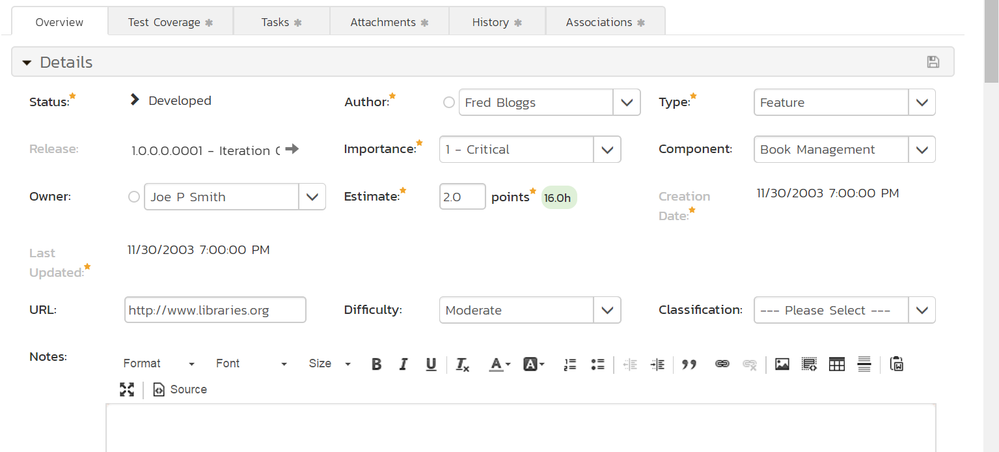 Overview Test Coverage Tasks Attachments History Associations
Details
Status: Developed Author: Fred Bloggs Type: Feature
Release: 1.0.0.0.0001 - Iteration Importance: 1 - Critical Component: Book Management
Owner: Joe P Smith Estimate: 2.0 points 16.0h Creation Date: 11/30/2003 7:00:00 PM
Last Updated: 11/30/2003 7:00:00 PM
URL: http://www.libraries.org Difficulty: Moderate Classification: --- Please Select ---
Notes: Format Font Size B I U Tx A A
Source